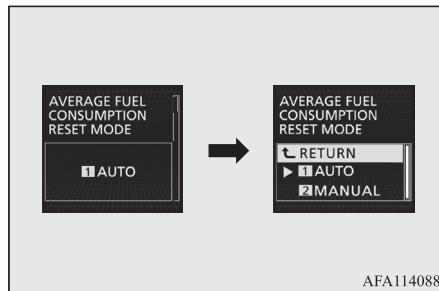 AVERAGE FUEL
CONSUMPTION
RESET MODE
1 AUTO
AVERAGE FUEL
CONSUMPTION
RESET MODE
RETURN
1 AUTO
2 MANUAL
AFA114088